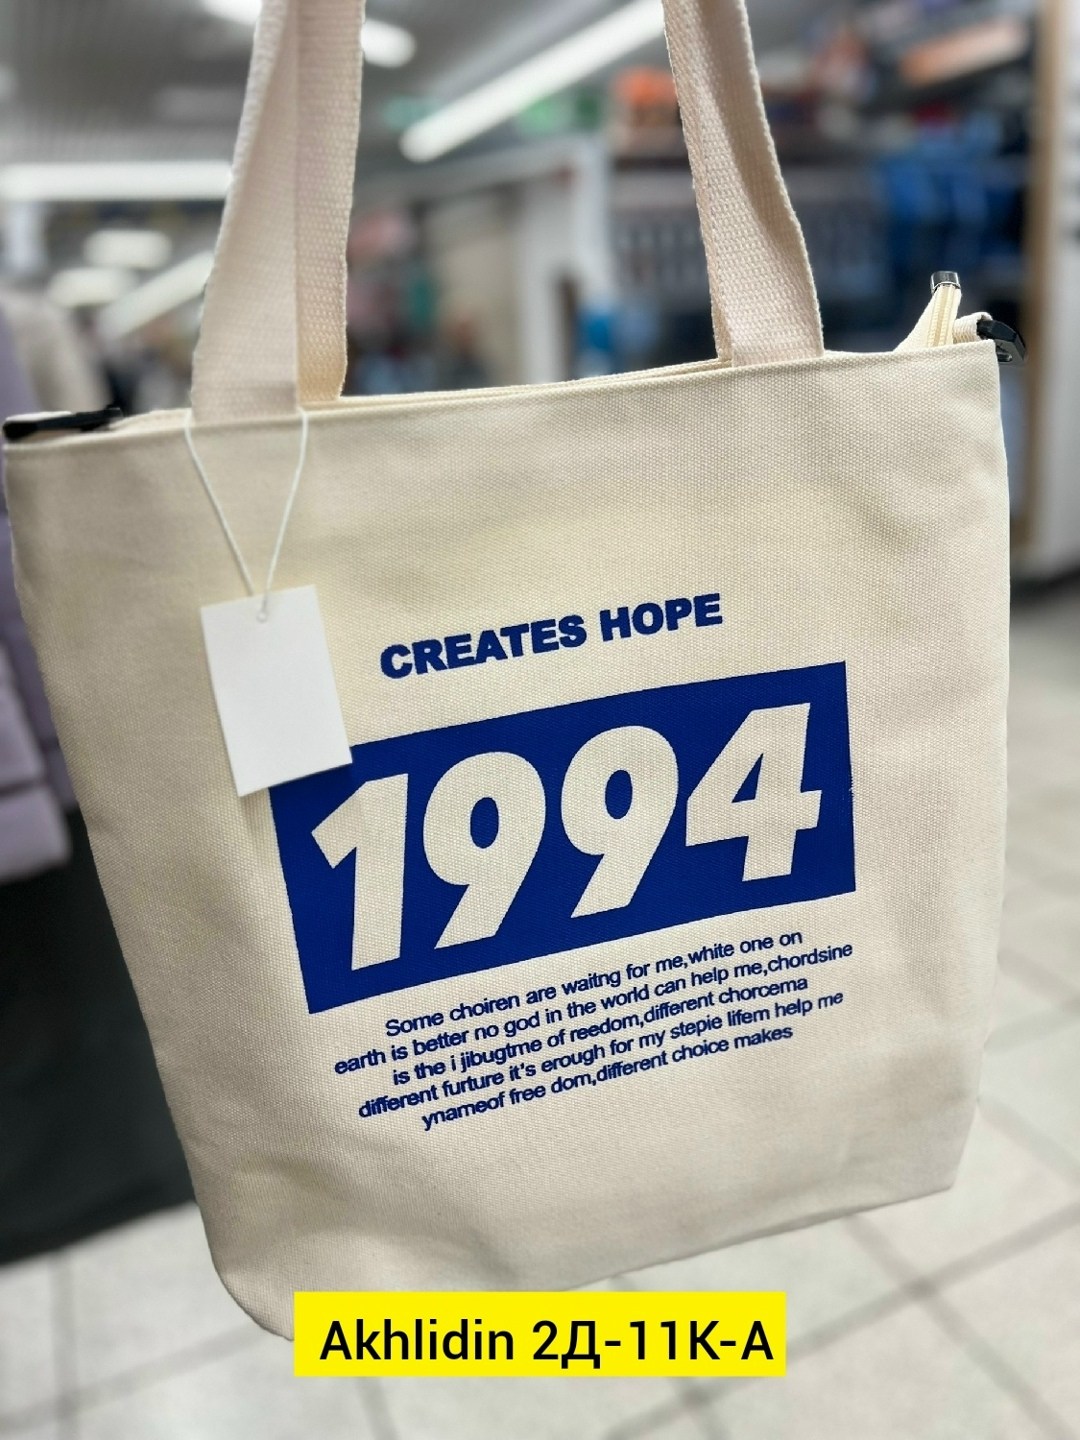 CREATES HOPE
1994
Some choiren are waitng for me,white one on
earth is better no god in the world can help me,chordsine
is the i jibugtme of reedom,different chorcema
different furture it's erough for my stepie lifem help me
ynameof free dom,different choice makes
Akhlidin 2Д-11К-А